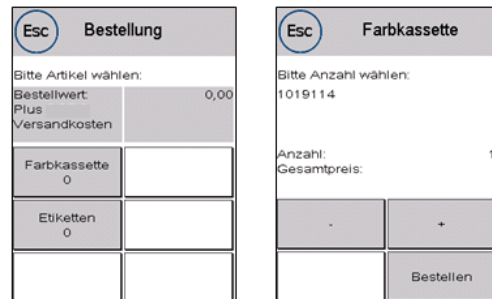 Esc Bestellung
Bitte Artikel wählen:
Bestellwert: 0,00
Plus
Versandkosten
Farbkassette
0
Etiketten
0
Esc Farbkassette
Bitte Anzahl wählen:
1019114
Anzahl: 1
Gesamtpreis:
- +
Bestellen